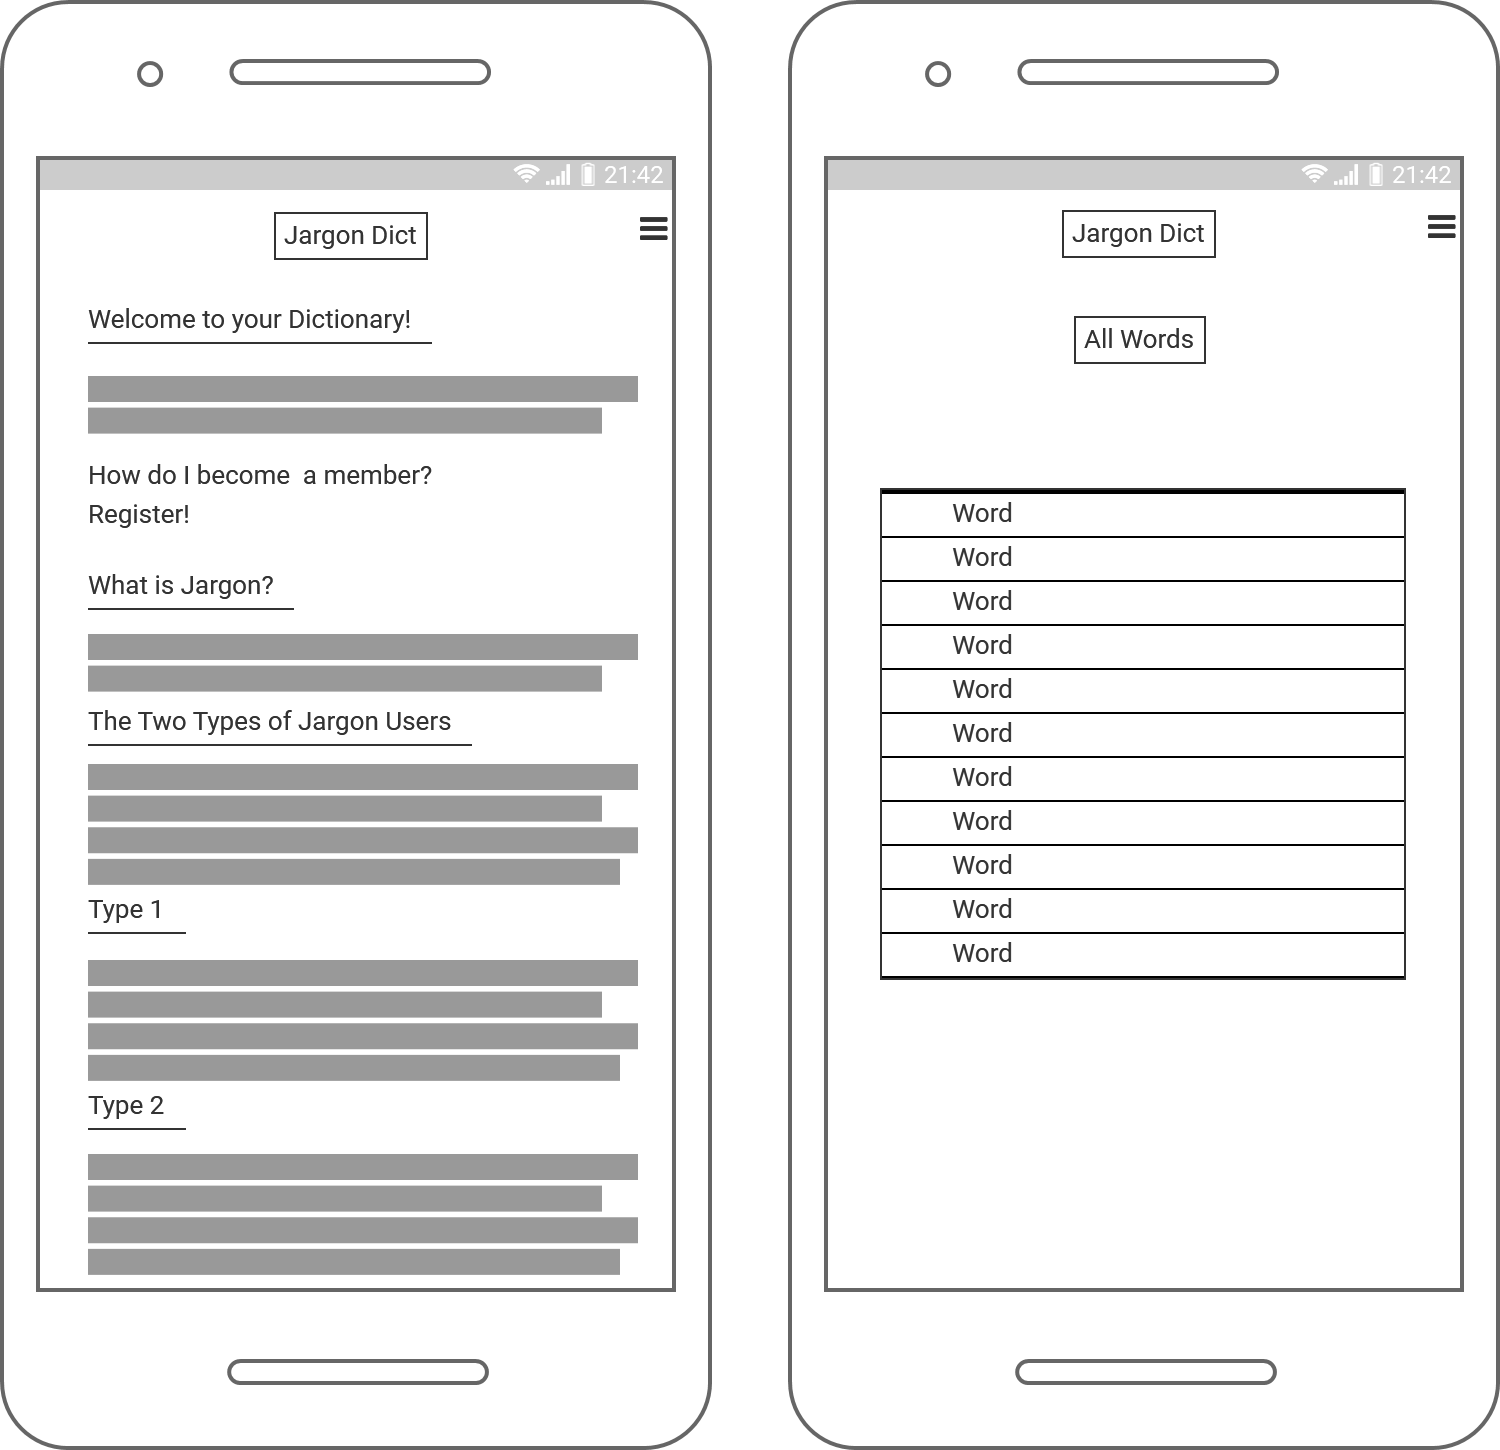 21:42
Jargon Dict
Welcome to your Dictionary!
How do I become  a member?
Register!
What is Jargon?
The Two Types of Jargon Users
Type 1
Type 2
21:42
Jargon Dict
All Words
Word
Word
Word
Word
Word
Word
Word
Word
Word
Word
Word